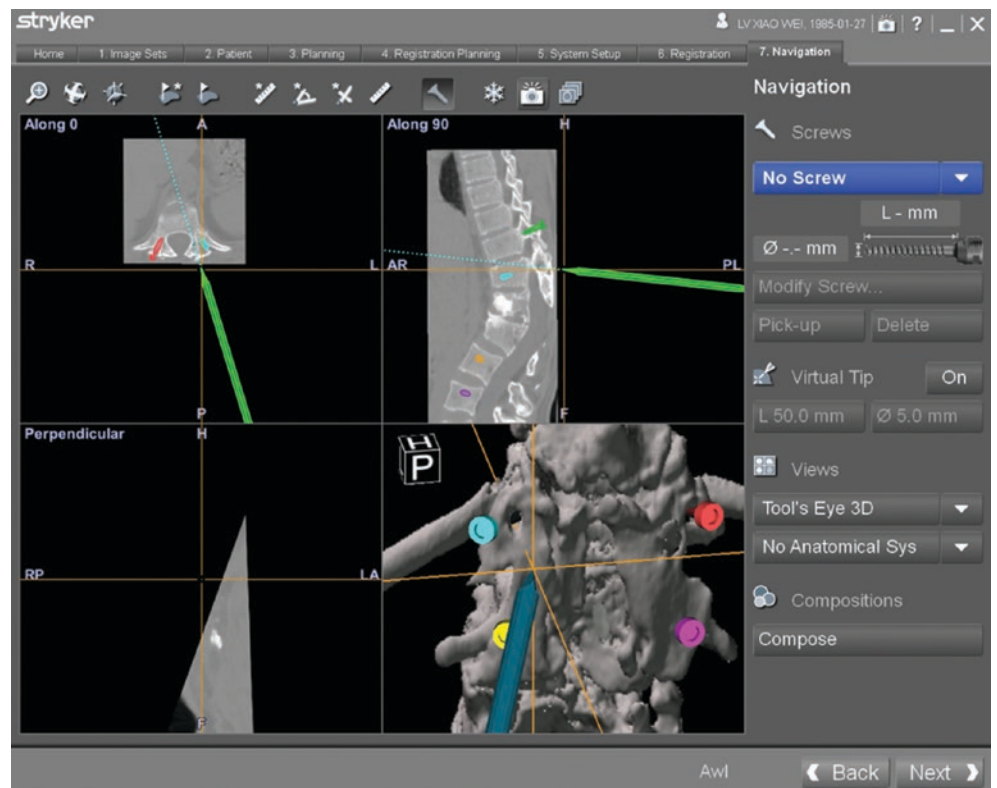 stryker
LV XIAO WEI, 1985-01-27
?
Home
1. Image Sets
2. Patient
3. Planning
4. Registration Planning
5. System Setup
6. Registration
7. Navigation
Navigation
Along 0
A
R
L
P
Along 90
H
AR
PL
F
Perpendicular
H
RP
LA
F
H
P
Screws
No Screw
L - mm
Ø -.- mm
Modify Screw...
Pick-up
Delete
Virtual Tip
On
L 50.0 mm
Ø 5.0 mm
Views
Tool's Eye 3D
No Anatomical Sys
Compositions
Compose
Awl
Back
Next